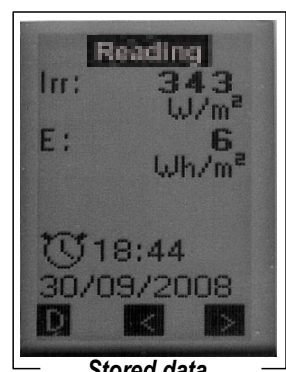 Reading
Irr: 343
W/m²
E: 6
Wh/m²
18:44
30/09/2008
D < >
Stored data